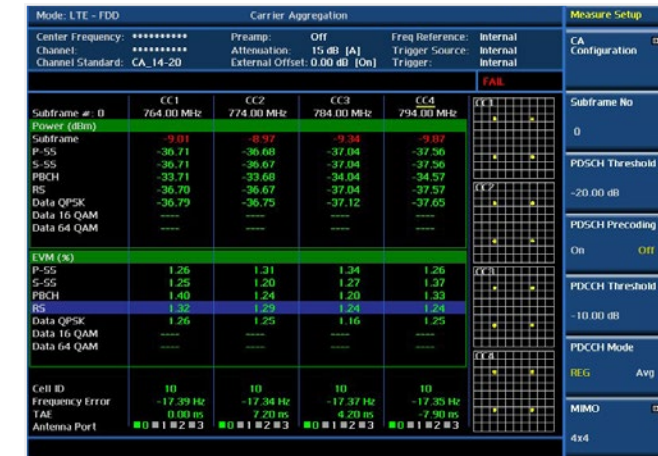 Mode: LTE - FDD Carrier Aggregation Measure Setup
Center Frequency: ********** Preamp: Off Freq Reference: Internal
Channel: ********** Attenuation: 15 dB [A] Trigger Source: Internal
Channel Standard: CA_14-20 External Offset: 0.00 dB [On] Trigger: Internal
CA Configuration
FAIL
CC1 CC2 CC3 CC4
Subframe #: 0 764.00 MHz 774.00 MHz 784.00 MHz 794.00 MHz
Power (dBm)
Subframe -9.01 -8.97 -9.34 -9.87
P-SS -36.71 -36.68 -37.04 -37.56
S-SS -36.71 -36.67 -37.04 -37.56
PBCH -33.71 -33.68 -34.04 -34.57
RS -36.70 -36.67 -37.04 -37.57
Data QPSK -36.79 -36.75 -37.12 -37.65
Data 16 QAM ---- ---- ---- ----
Data 64 QAM ---- ---- ---- ----
EVM (%)
P-SS 1.26 1.31 1.34 1.26
S-SS 1.25 1.20 1.27 1.37
PBCH 1.40 1.24 1.20 1.33
RS 1.32 1.29 1.24 1.24
Data QPSK 1.26 1.25 1.16 1.25
Data 16 QAM ---- ---- ---- ----
Data 64 QAM ---- ---- ---- ----
Cell ID 10 10 10 10
Frequency Error -17.39 Hz -17.34 Hz -17.37 Hz -17.35 Hz
TAE 0.00 ns 7.20 ns 4.20 ns -7.90 ns
Antenna Port 0 1 2 3 0 1 2 3 0 1 2 3 0 1 2 3
CC1
CC2
CC3
CC4
Subframe No
0
PDSCH Threshold
-20.00 dB
PDSCH Precoding
On Off
PDCCH Threshold
-10.00 dB
PDCCH Mode
REG Avg
MIMO
4x4